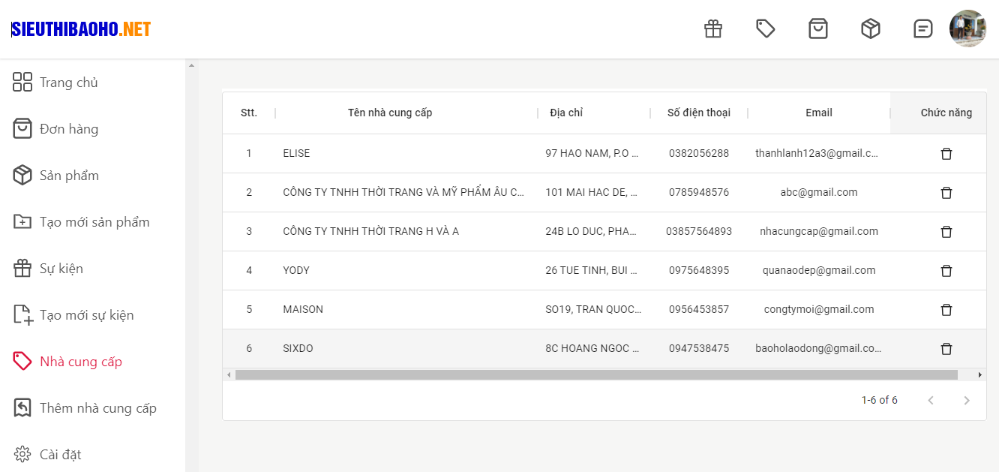 SIEUTHIBAOHO.NET
Trang chủ
Đơn hàng
Sản phẩm
Tạo mới sản phẩm
Sự kiện
Tạo mới sự kiện
Nhà cung cấp
Thêm nhà cung cấp
Cài đặt
Stt. Tên nhà cung cấp Địa chỉ Số điện thoại Email Chức năng
1 ELISE 97 HAO NAM, P.O ... 0382056288 thanhlanh12a3@gmail.c...
2 CÔNG TY TNHH THỜI TRANG VÀ MỸ PHẨM ÂU C... 101 MAI HAC DE, ... 0785948576 abc@gmail.com
3 CÔNG TY TNHH THỜI TRANG H VÀ A 24B LO DUC, PHA... 03857564893 nhacungcap@gmail.com
4 YODY 26 TUE TINH, BUI ... 0975648395 quanaodep@gmail.com
5 MAISON SO19, TRAN QUOC... 0956453857 congtymoi@gmail.com
6 SIXDO 8C HOANG NGOC ... 0947538475 baoholaodong@gmail.co...
1-6 of 6